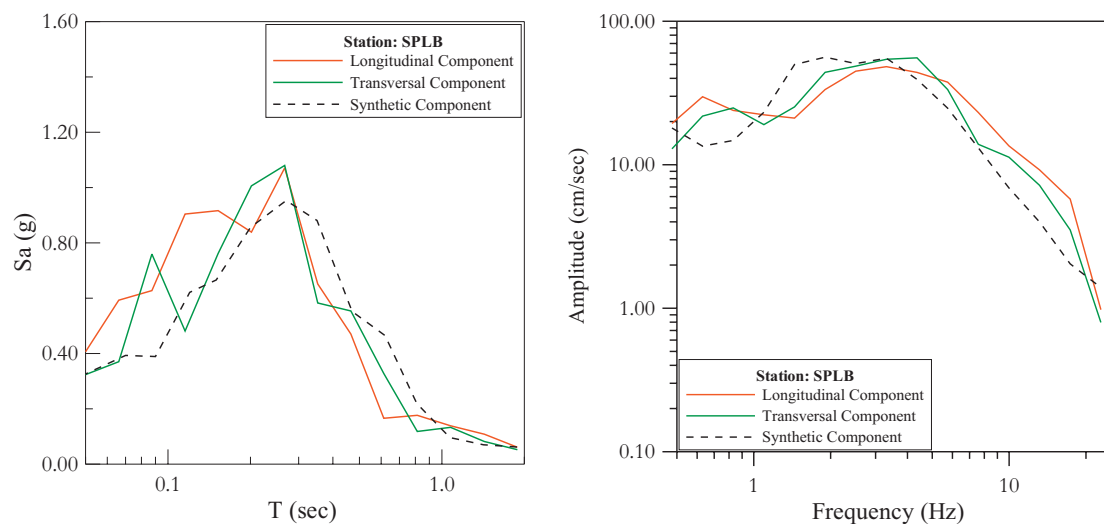 1.60
1.20
0.80
0.40
0.00
Sa (g)
Station: SPLB
Longitudinal Component
Transversal Component
Synthetic Component
0.1
1.0
T (sec)
100.00
10.00
1.00
0.10
Amplitude (cm/sec)
Station: SPLB
Longitudinal Component
Transversal Component
Synthetic Component
1
10
Frequency (Hz)